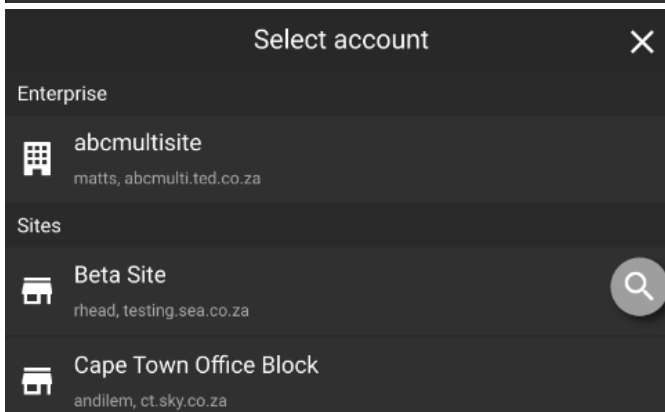 Select account
Enterprise
abcmultisite
matts, abcmulti.ted.co.za
Sites
Beta Site
rhead, testing.sea.co.za
Cape Town Office Block
andilem, ct.sky.co.za